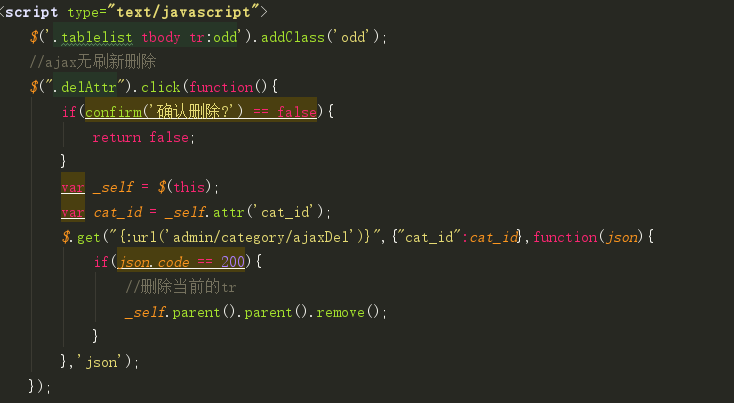 <script type="text/javascript">
$('.tablelist tbody tr:odd').addClass('odd');
//ajax无刷新删除
$(".delAttr").click(function(){
if(confirm('确认删除?') == false){
return false;
}
var _self = $(this);
var cat_id = _self.attr('cat_id');
$.get("{:url('admin/category/ajaxDel')}",{"cat_id":cat_id},function(json){
if(json.code == 200){
//删除当前的tr
_self.parent().parent().remove();
}
},'json');
});